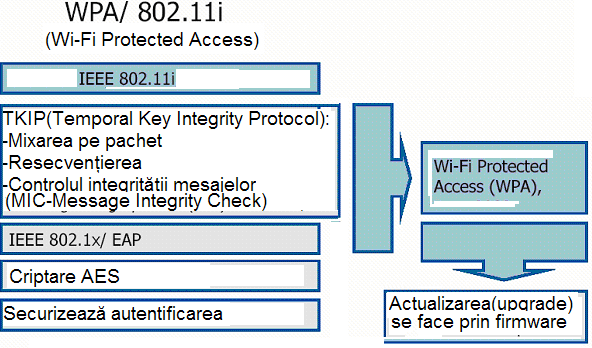 WPA/ 802.11i
(Wi-Fi Protected Access)
IEEE 802.11i
TKIP(Temporal Key Integrity Protocol):
-Mixarea pe pachet
-Resecvențierea
-Controlul integrității mesajelor
(MIC-Message Integrity Check)
IEEE 802.1x/ EAP
Criptare AES
Securizează autentificarea
Wi-Fi Protected
Access (WPA),
Actualizarea(upgrade)
se face prin firmware